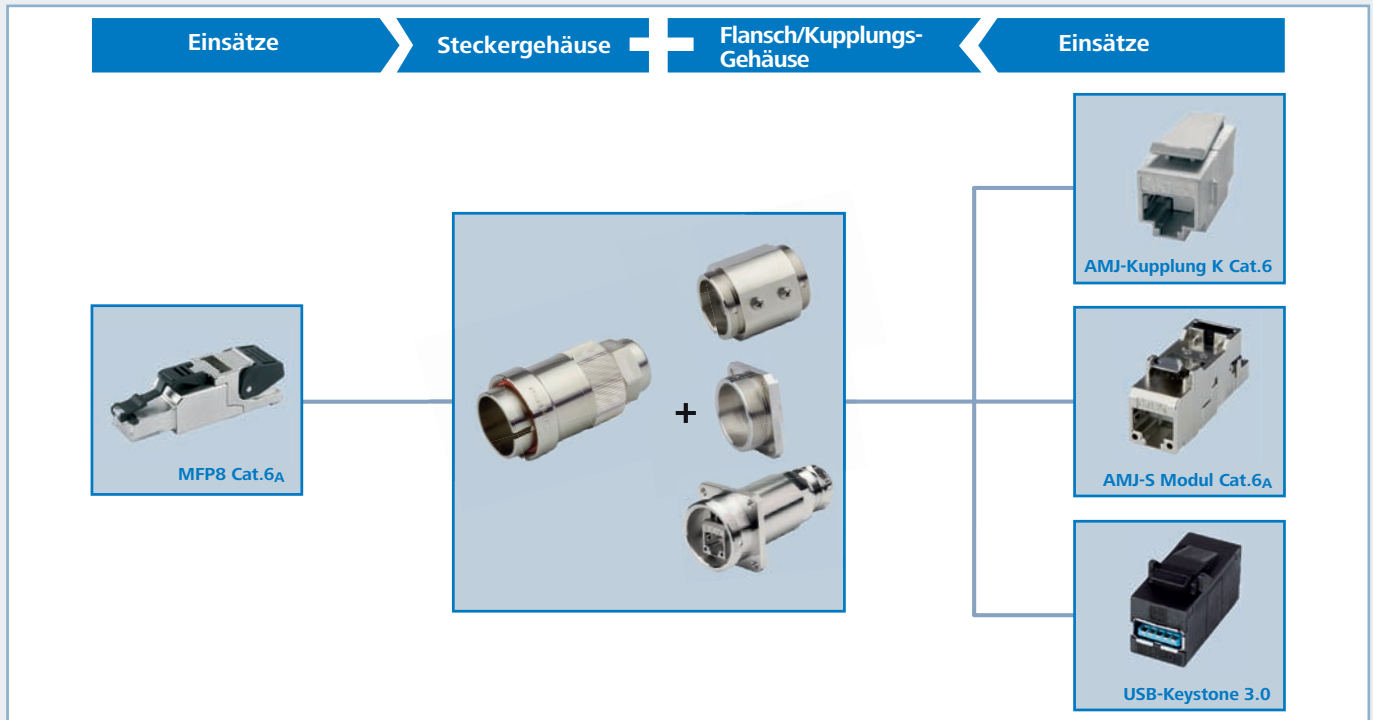 Einsätze
Steckergehäuse
Flansch/Kupplungs-
Gehäuse
Einsätze
AMJ-Kupplung K Cat.6
MFP8 Cat.6A
+
AMJ-S Modul Cat.6A
USB-Keystone 3.0